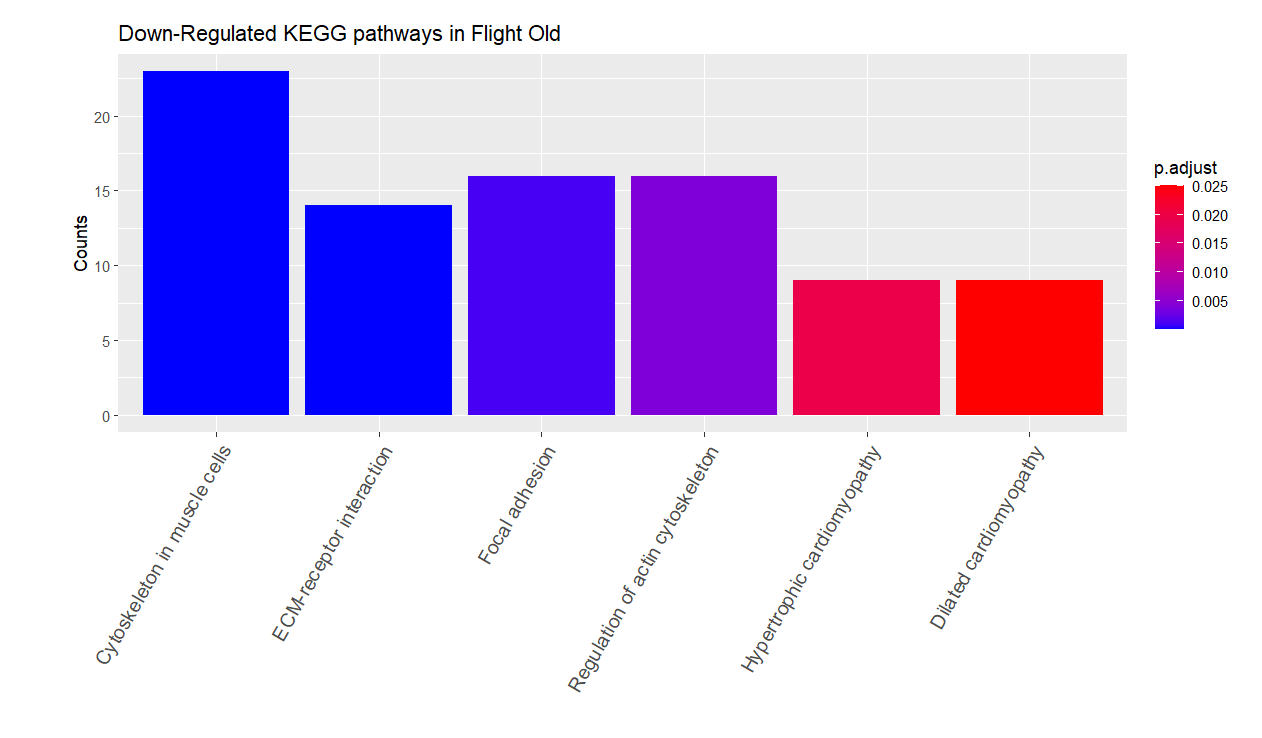 Down-Regulated KEGG pathways in Flight Old
Counts
20
15
10
5
0
Cytoskeleton in muscle cells
ECM-receptor interaction
Focal adhesion
Regulation of actin cytoskeleton
Hypertrophic cardiomyopathy
Dilated cardiomyopathy
p.adjust
0.025
0.020
0.015
0.010
0.005